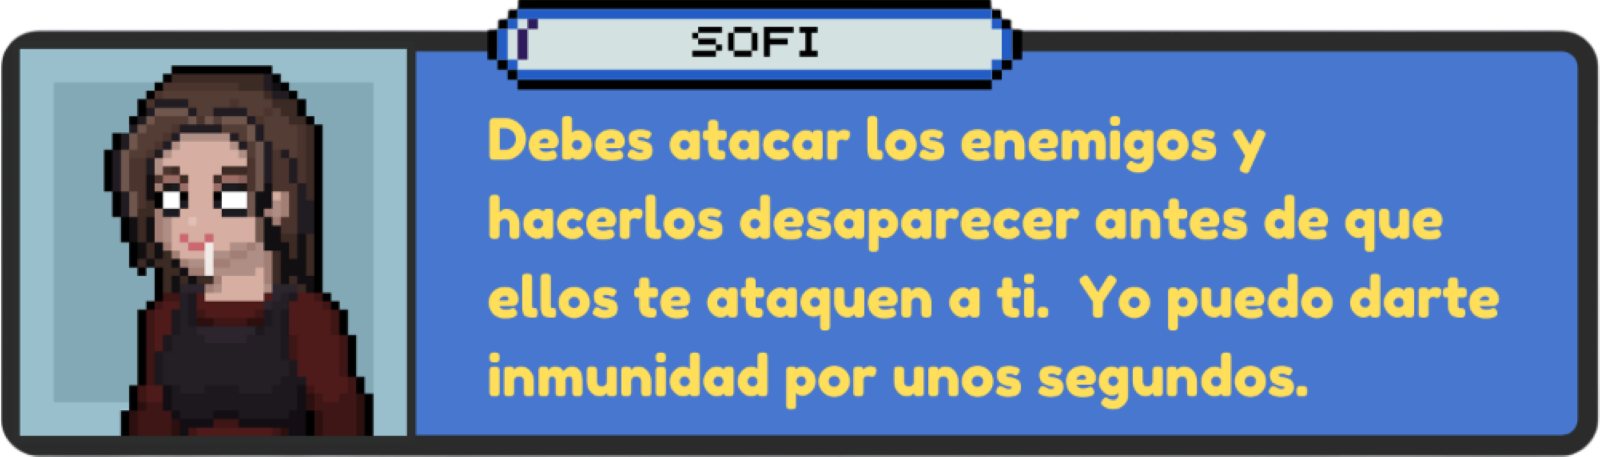 SOFI
Debes atacar los enemigos y
hacerlos desaparecer antes de que
ellos te ataquen a ti.  Yo puedo darte
inmunidad por unos segundos.